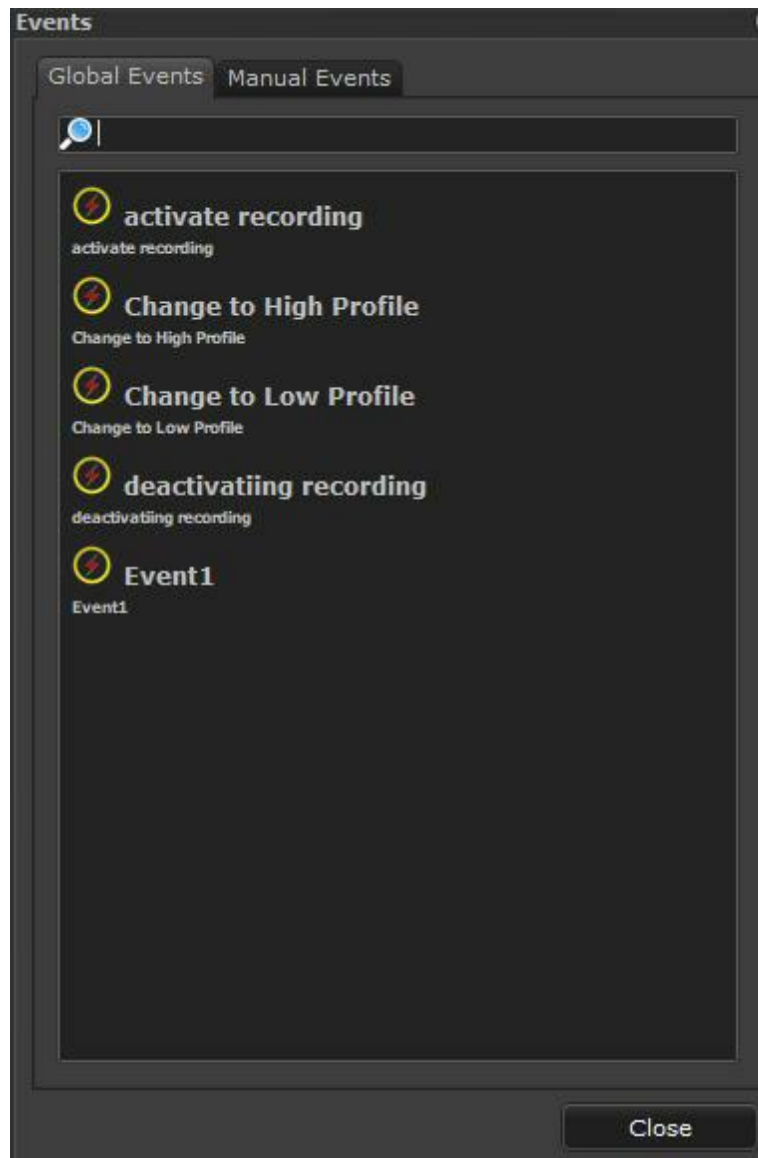 Events
Global Events Manual Events
activate recording
activate recording
Change to High Profile
Change to High Profile
Change to Low Profile
Change to Low Profile
deactivatiing recording
deactivatiing recording
Event1
Event1
Close